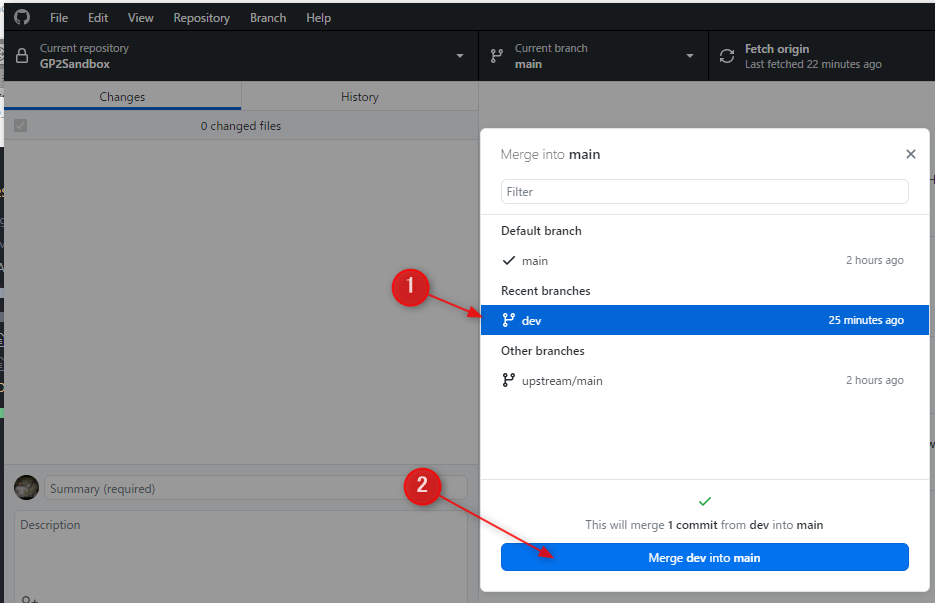 File Edit View Repository Branch Help
Current repository
GP2Sandbox
Current branch
main
Fetch origin
Last fetched 22 minutes ago
Changes
History
0 changed files
Merge into main
Filter
Default branch
main 2 hours ago
1
Recent branches
dev 25 minutes ago
Other branches
upstream/main 2 hours ago
2
Summary (required)
Description
This will merge 1 commit from dev into main
Merge dev into main